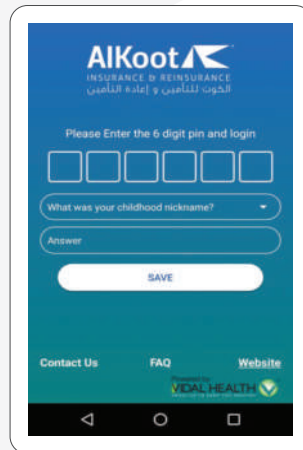 AlKoot
INSURANCE & REINSURANCE
الكوت للتأمين و إعادة التأمين
Please Enter the 6 digit pin and login
What was your childhood nickname?
Answer
SAVE
Contact Us FAQ Website
Powered by
VIDAL HEALTH